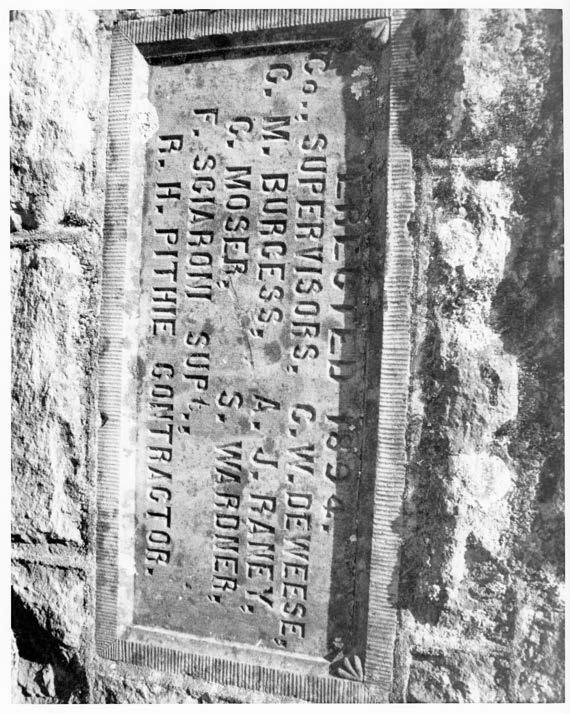 ERECTED 1894.
Co., SUPERVISORS, C. W. DEWEESE,
G. M. BURGESS, A. J. RANEY,
C. MOSER, S. WARDNER,
F. SCIARONI SUPt.,
R. H. PITHIE CONTRACTOR,